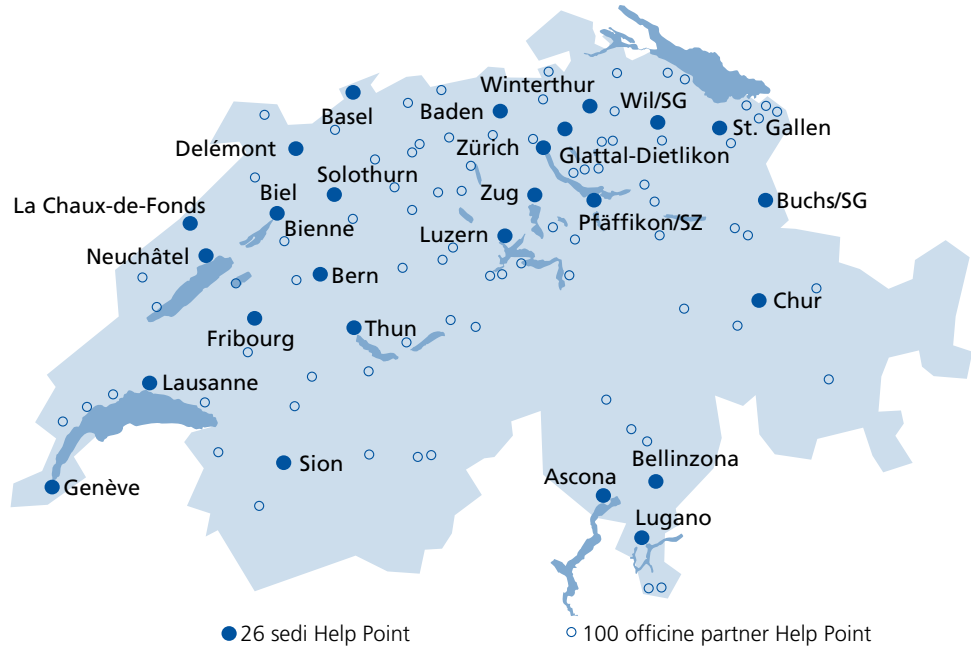 Winterthur
Basel
Baden
Wil/SG
St. Gallen
Delémont
Zürich
Glattal-Dietlikon
Solothurn
La Chaux-de-Fonds
Biel
Bienne
Zug
Pfäffikon/SZ
Buchs/SG
Neuchâtel
Luzern
Bern
Chur
Fribourg
Thun
Lausanne
Sion
Bellinzona
Ascona
Genève
Lugano
26 sedi Help Point
100 officine partner Help Point